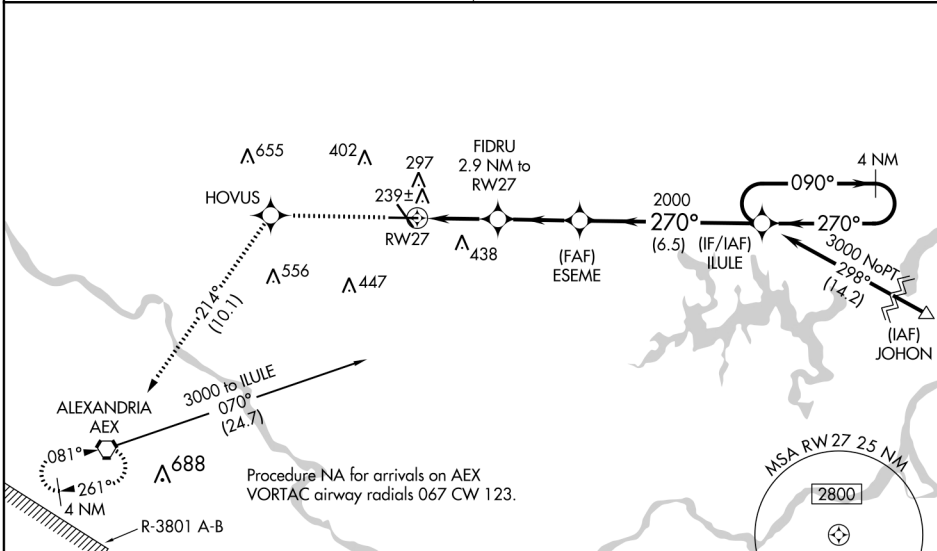 655
402
297
239±
HOVUS
RW27
FIDRU
2.9 NM to
RW27
438
(FAF)
ESEME
2000
270°
(6.5)
(IF/IAF)
ILULE
4 NM
090°
270°
3000 NoPT
298°
(14.2)
(IAF)
JOHON
556
447
214°
(10.1)
3000 to ILULE
070°
(24.7)
ALEXANDRIA
AEX
081°
261°
4 NM
688
R-3801 A-B
Procedure NA for arrivals on AEX
VORTAC airway radials 067 CW 123.
MSA RW27 25 NM
2800